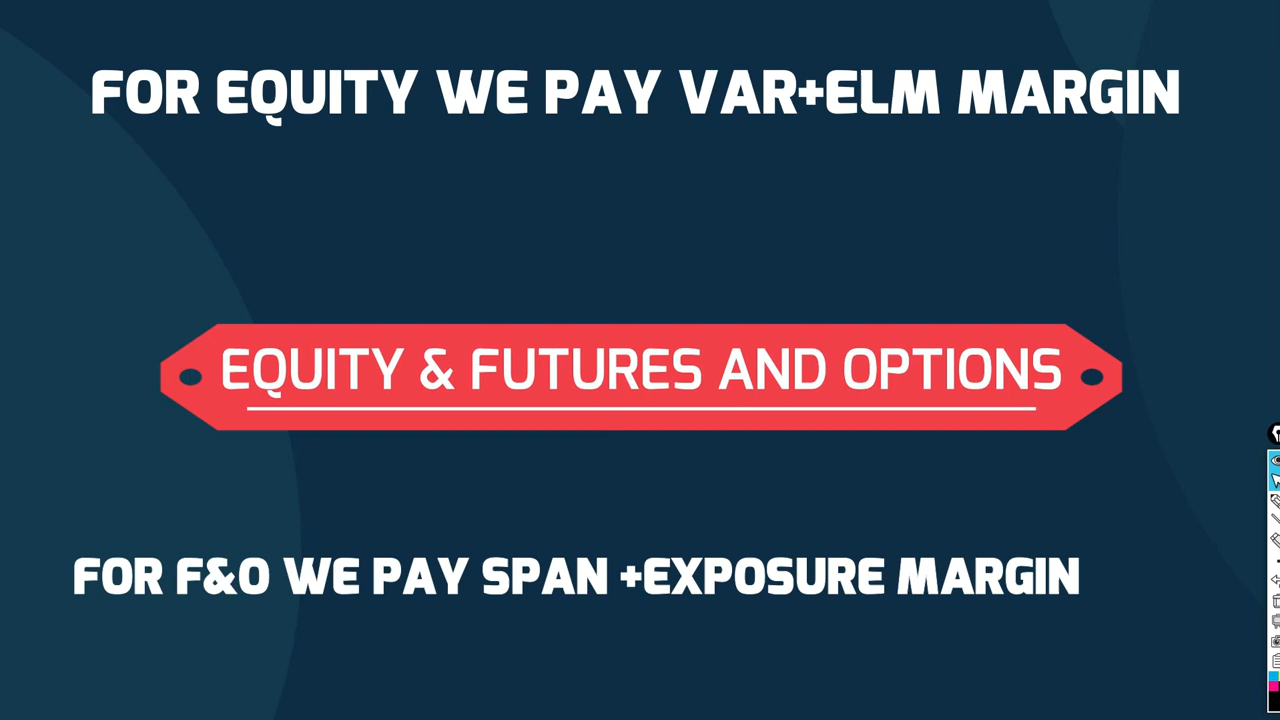 FOR EQUITY WE PAY VAR+ELM MARGIN
EQUITY & FUTURES AND OPTIONS
FOR F&O WE PAY SPAN +EXPOSURE MARGIN